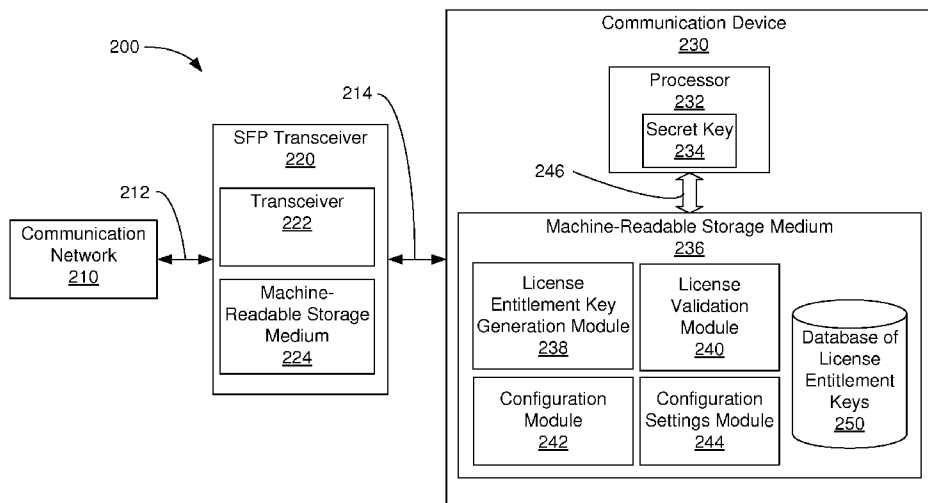 200
212
214
246
Communication
Network
210
SFP Transceiver
220
Transceiver
222
Machine-
Readable Storage
Medium
224
Communication Device
230
Processor
232
Secret Key
234
Machine-Readable Storage Medium
236
License
Entitlement Key
Generation Module
238
License
Validation
Module
240
Configuration
Module
242
Configuration
Settings Module
244
Database of
License
Entitlement
Keys
250